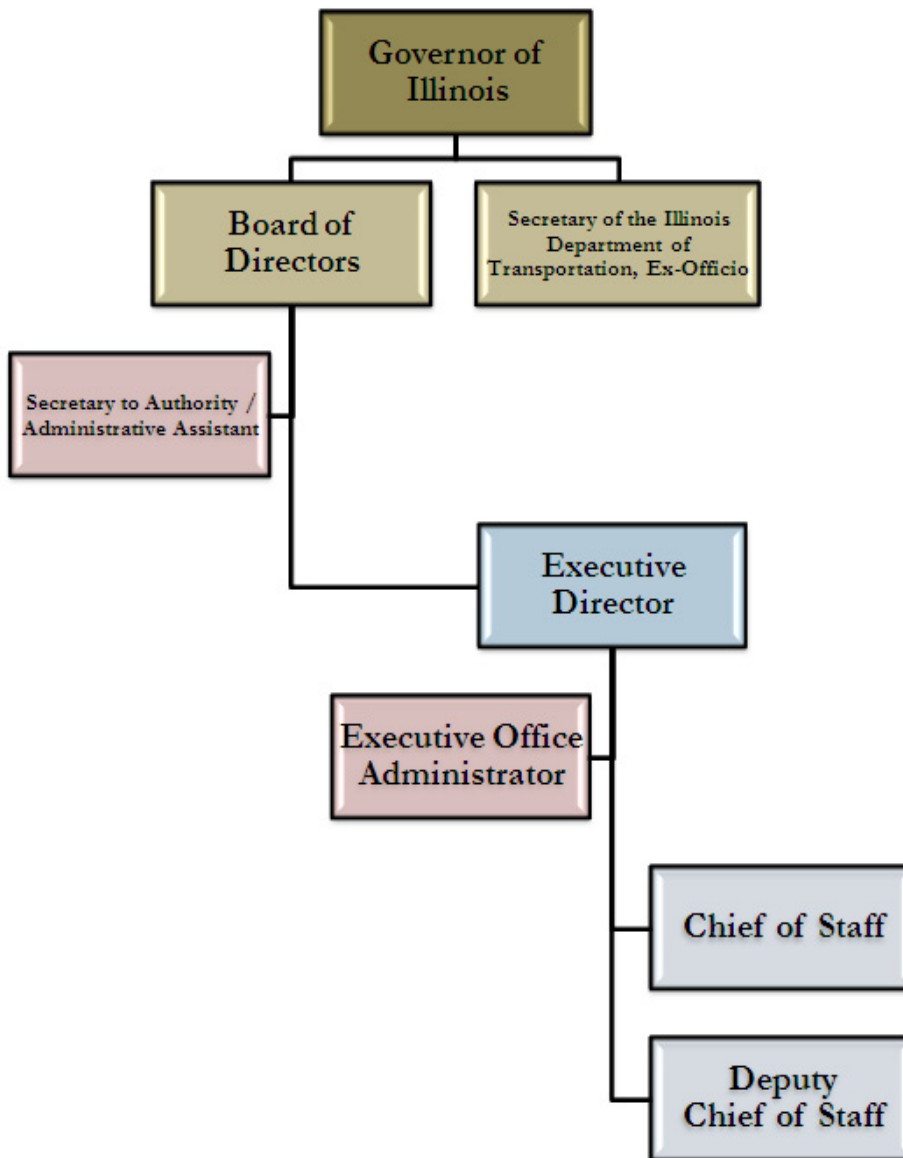 Governor of
Illinois
Board of
Directors
Secretary of the Illinois
Department of
Transportation, Ex-Officio
Secretary to Authority /
Administrative Assistant
Executive
Director
Executive Office
Administrator
Chief of Staff
Deputy
Chief of Staff